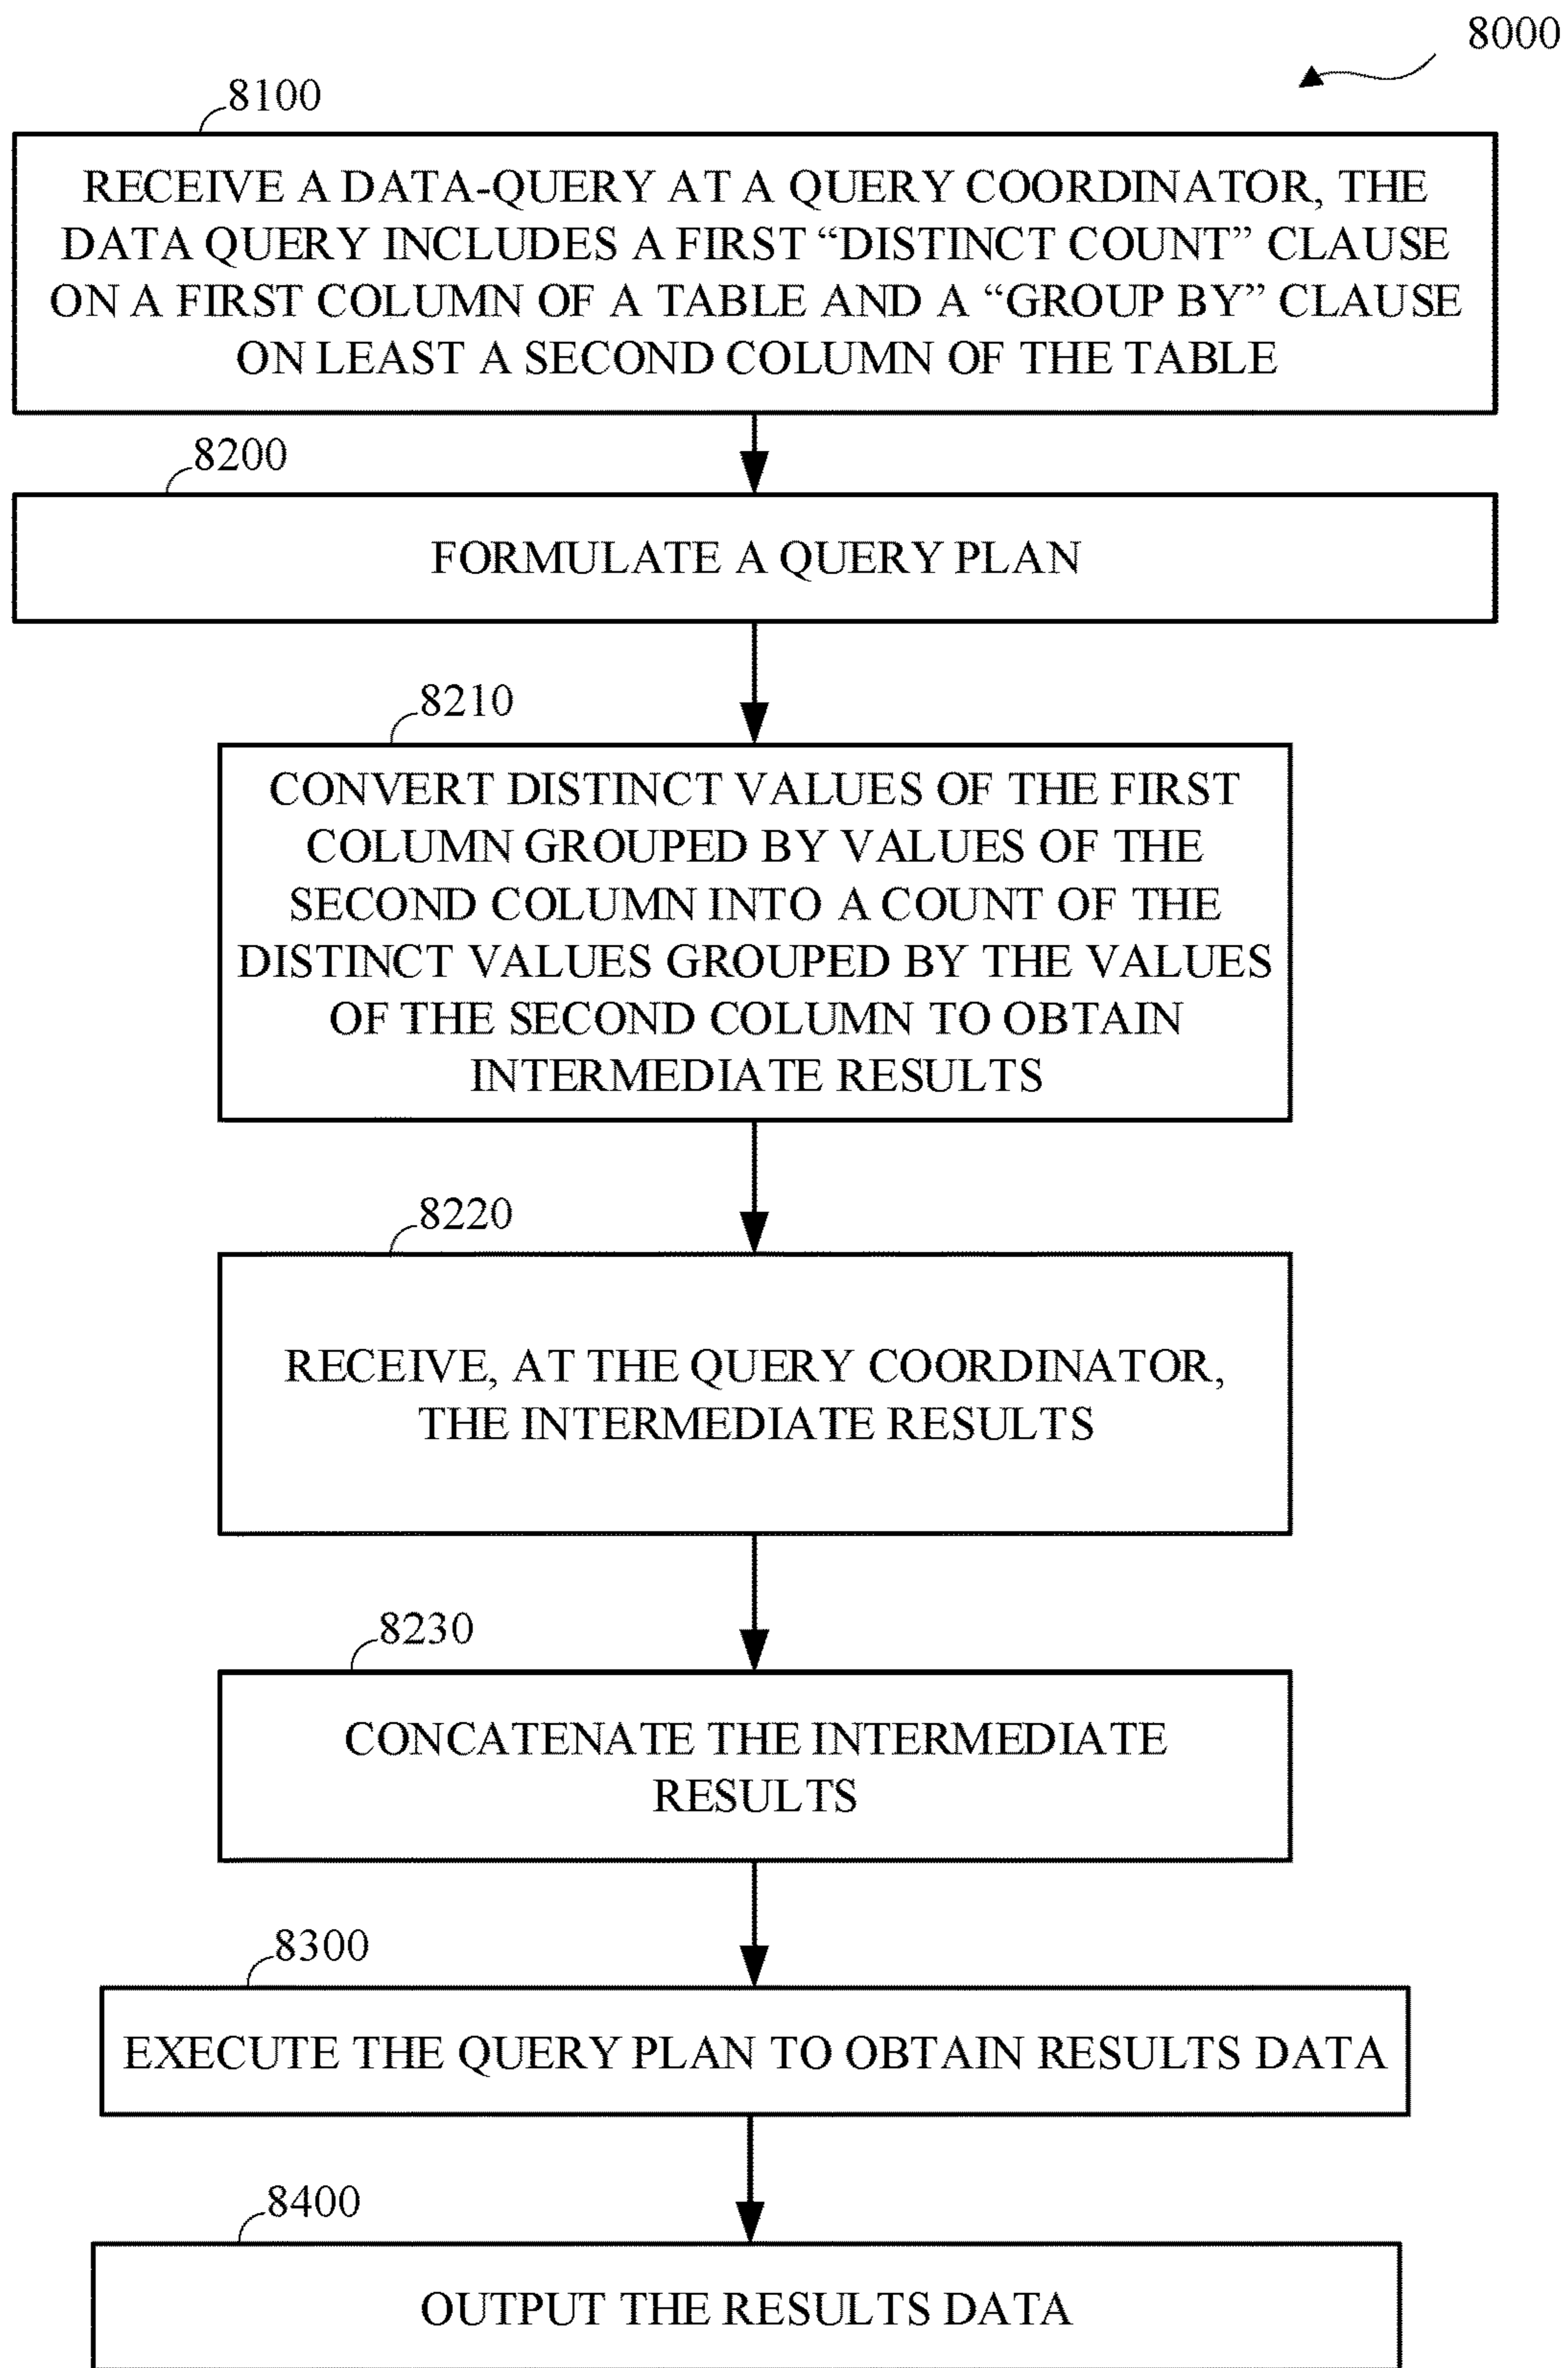 8000
8100
RECEIVE A DATA-QUERY AT A QUERY COORDINATOR, THE
DATA QUERY INCLUDES A FIRST “DISTINCT COUNT” CLAUSE
ON A FIRST COLUMN OF A TABLE AND A “GROUP BY” CLAUSE
ON LEAST A SECOND COLUMN OF THE TABLE
8200
FORMULATE A QUERY PLAN
8210
CONVERT DISTINCT VALUES OF THE FIRST
COLUMN GROUPED BY VALUES OF THE
SECOND COLUMN INTO A COUNT OF THE
DISTINCT VALUES GROUPED BY THE VALUES
OF THE SECOND COLUMN TO OBTAIN
INTERMEDIATE RESULTS
8220
RECEIVE, AT THE QUERY COORDINATOR,
THE INTERMEDIATE RESULTS
8230
CONCATENATE THE INTERMEDIATE
RESULTS
8300
EXECUTE THE QUERY PLAN TO OBTAIN RESULTS DATA
8400
OUTPUT THE RESULTS DATA